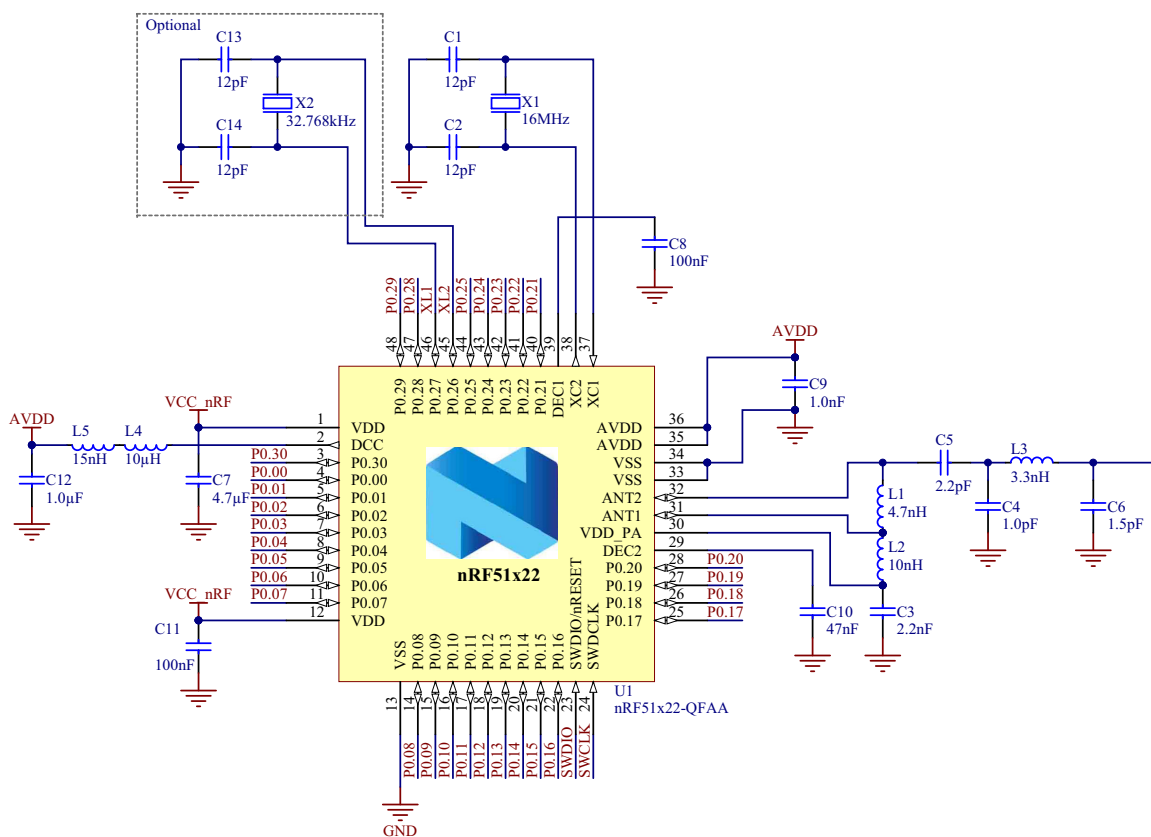 Optional
C13
12pF
X2
32.768kHz
C14
12pF
C1
12pF
X1
16MHz
C2
12pF
C8
100nF
P0.29
P0.28
XL1
XL2
P0.25
P0.24
P0.23
P0.22
P0.21
48
47
46
45
44
43
42
41
40
39
38
37
P0.29
P0.28
P0.27
P0.26
P0.25
P0.24
P0.23
P0.22
P0.21
DEC1
XC2
XC1
AVDD
L5
15nH
L4
10µH
C12
1.0µF
VCC_nRF
C7
4.7µF
VCC_nRF
C11
100nF
P0.30
P0.00
P0.01
P0.02
P0.03
P0.04
P0.05
P0.06
P0.07
1
2
3
4
5
6
7
8
9
10
11
12
VDD
DCC
P0.30
P0.00
P0.01
P0.02
P0.03
P0.04
P0.05
P0.06
P0.07
VDD
nRF51x22
AVDD
AVDD
VSS
VSS
ANT2
ANT1
VDD_PA
DEC2
P0.20
P0.19
P0.18
P0.17
36
35
34
33
32
31
30
29
28
27
26
25
P0.20
P0.19
P0.18
P0.17
AVDD
C9
1.0nF
C5
2.2pF
L3
3.3nH
L1
4.7nH
C4
1.0pF
C6
1.5pF
L2
10nH
C10
47nF
C3
2.2nF
VSS
P0.08
P0.09
P0.10
P0.11
P0.12
P0.13
P0.14
P0.15
P0.16
SWDIO/nRESET
SWDCLK
U1
nRF51x22-QFAA
13
14
15
16
17
18
19
20
21
22
23
24
P0.08
P0.09
P0.10
P0.11
P0.12
P0.13
P0.14
P0.15
P0.16
SWDIO
SWCLK
GND